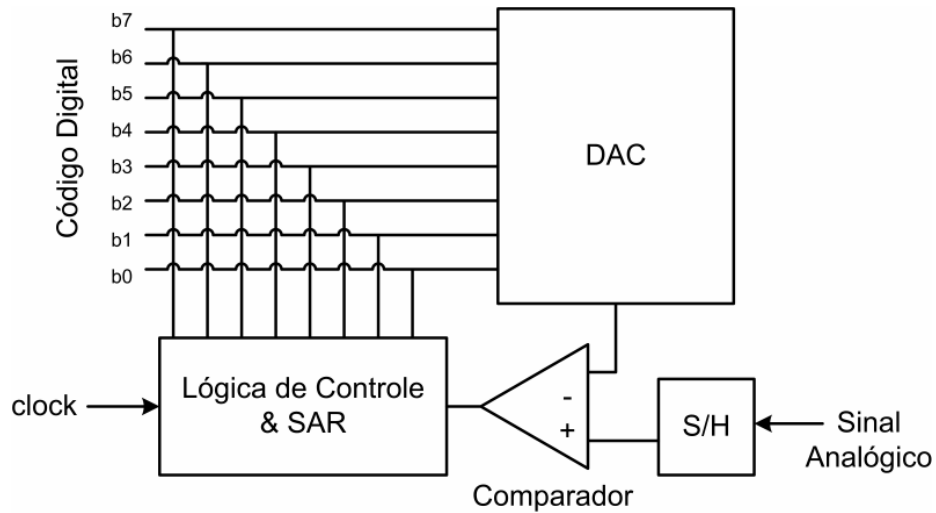 b7
b6
b5
b4
b3
b2
b1
b0
Código Digital
DAC
clock
Lógica de Controle
& SAR
-
+
Comparador
S/H
Sinal
Analógico